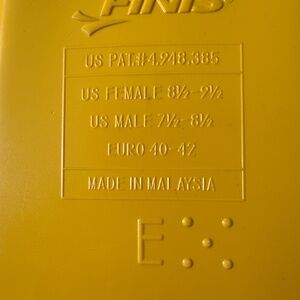 FINIS
US PAT.#4,948,385
US FEMALE 8½-9½
US MALE 7½-8½
EURO 40-42
MADE IN MALAYSIA
E